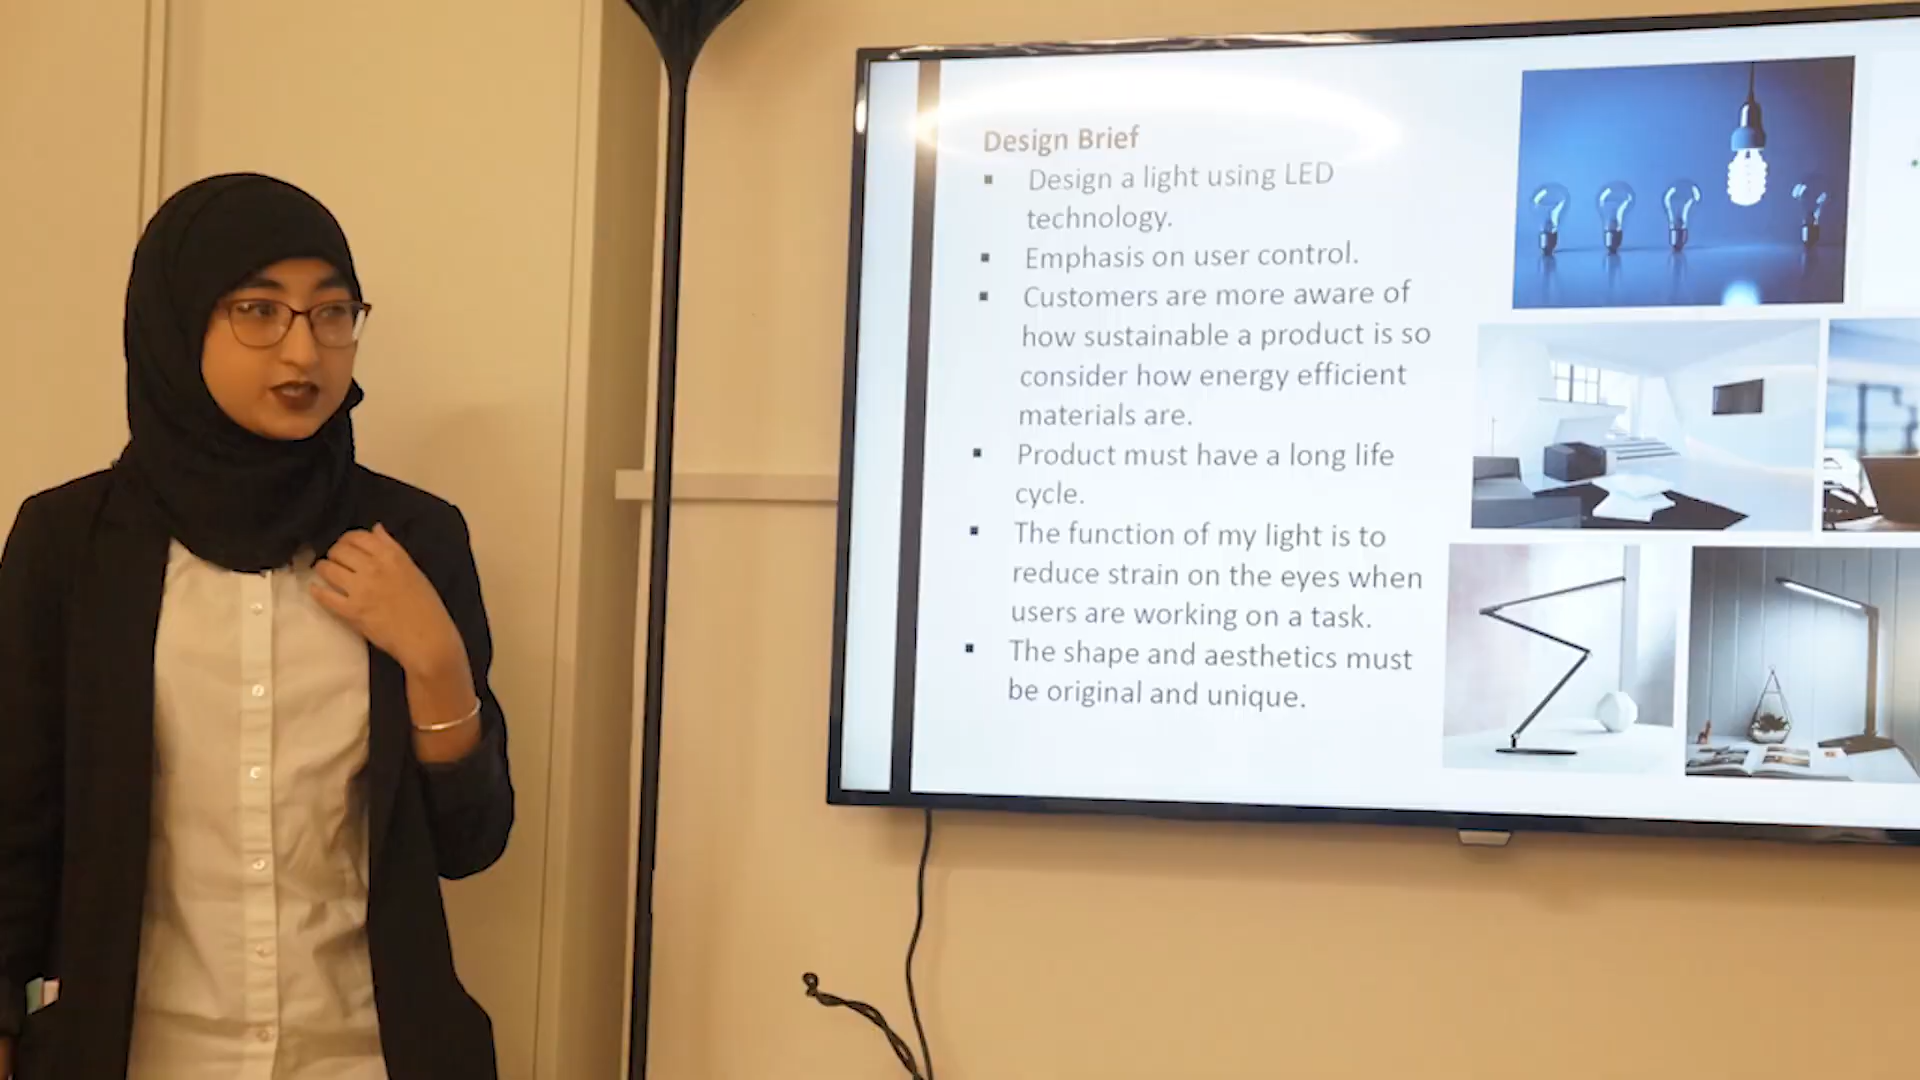 Design Brief
▪ Design a light using LED
technology.
▪ Emphasis on user control.
▪ Customers are more aware of
how sustainable a product is so
consider how energy efficient
materials are.
▪ Product must have a long life
cycle.
▪ The function of my light is to
reduce strain on the eyes when
users are working on a task.
▪ The shape and aesthetics must
be original and unique.